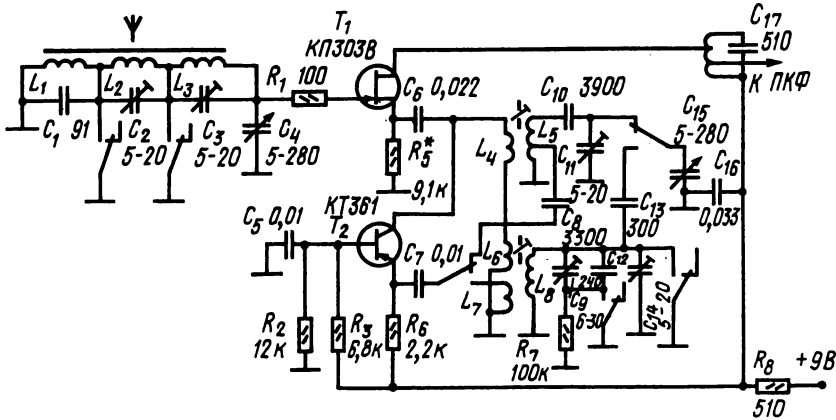 T₁
КП303В
C₁₇
510
К ПКФ
L₁
L₂
L₃
R₁
100
C₆ 0,022
C₁₀ 3900
C₁ 91
C₂
5-20
C₃
5-20
C₄
5-280
R₅*
9,1к
L₄
L₅
C₁₁
5-20
C₁₅
5-280
C₁₆
0,033
C₁₃
300
C₈
3300
КТ361
T₂
C₅ 0,01
C₇ 0,01
L₆
L₇
L₈
C₉
6-30
C₁₂
240
C₁₄
5-20
R₂
12к
R₃
6,8к
R₆
2,2к
R₇
100к
R₈
510
+9В